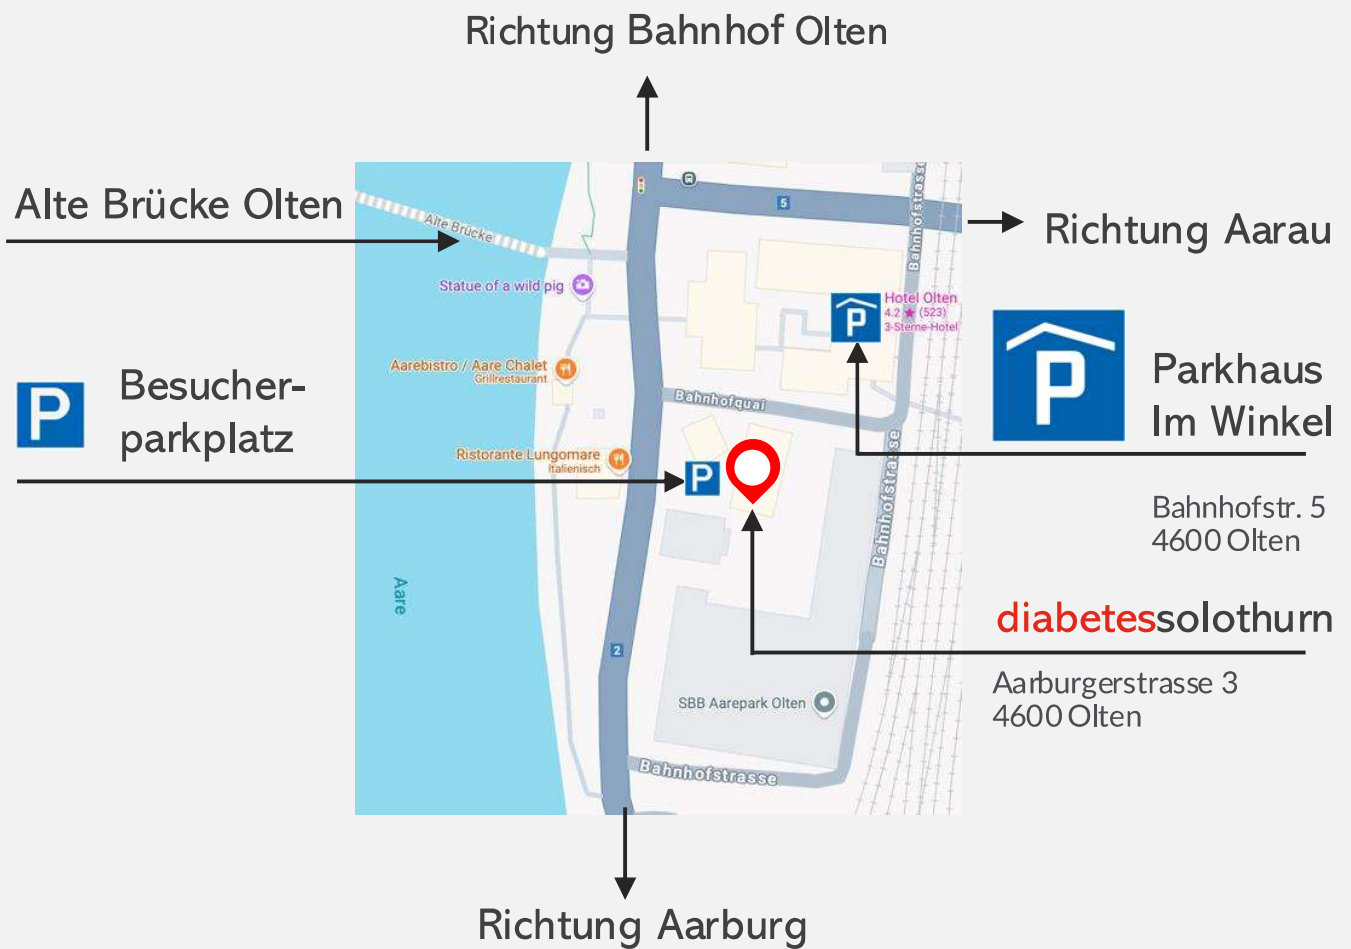 Richtung Bahnhof Olten
Alte Brücke Olten
Richtung Aarau
5
Bahnhofstrasse
Alte Brücke
Statue of a wild pig
Hotel Olten
4.2 ★ (523)
3-Sterne-Hotel
P
P
Parkhaus
Im Winkel
Aarebistro / Aare Chalet
Grillrestaurant
P
Besucher-
parkplatz
Bahnhofquai
Ristorante Lungomare
Italienisch
P
Bahnhofstrasse
Bahnhofstr. 5
4600 Olten
Aare
diabetessolothurn
2
Aarburgerstrasse 3
4600 Olten
SBB Aarepark Olten
Bahnhofstrasse
Richtung Aarburg